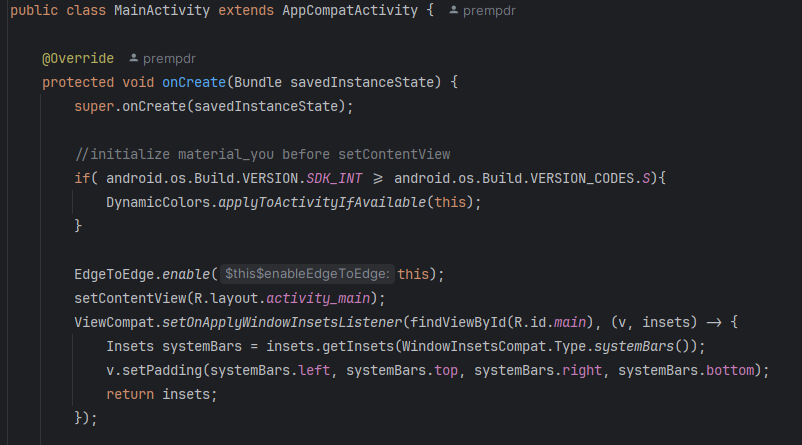 public class MainActivity extends AppCompatActivity { prempdr
@Override prempdr
protected void onCreate(Bundle savedInstanceState) {
super.onCreate(savedInstanceState);
//initialize material_you before setContentView
if( android.os.Build.VERSION.SDK_INT >= android.os.Build.VERSION_CODES.S){
DynamicColors.applyToActivityIfAvailable(this);
}
EdgeToEdge.enable( $this$enableEdgeToEdge: this);
setContentView(R.layout.activity_main);
ViewCompat.setOnApplyWindowInsetsListener(findViewById(R.id.main), (v, insets) -> {
Insets systemBars = insets.getInsets(WindowInsetsCompat.Type.systemBars());
v.setPadding(systemBars.left, systemBars.top, systemBars.right, systemBars.bottom);
return insets;
});